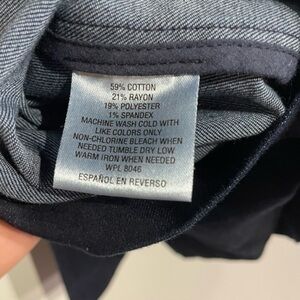 59% COTTON
21% RAYON
19% POLYESTER
1% SPANDEX
MACHINE WASH COLD WITH
LIKE COLORS ONLY
NON-CHLORINE BLEACH WHEN
NEEDED TUMBLE DRY LOW
WARM IRON WHEN NEEDED
WPL 8046
ESPAÑOL EN REVERSO